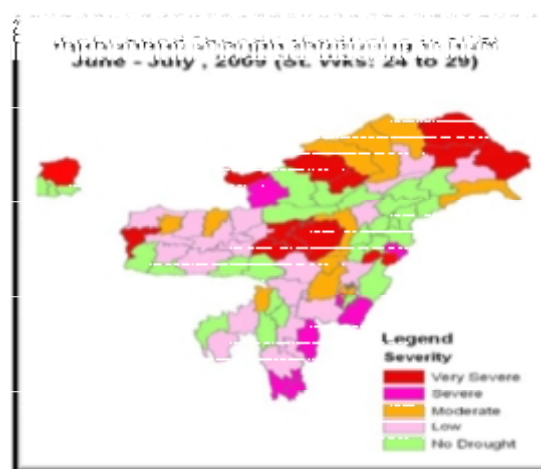 June - July , 2009 (St. Wks: 24 to 29)
Legend
Severity
Very Severe
Severe
Moderate
Low
No Drought